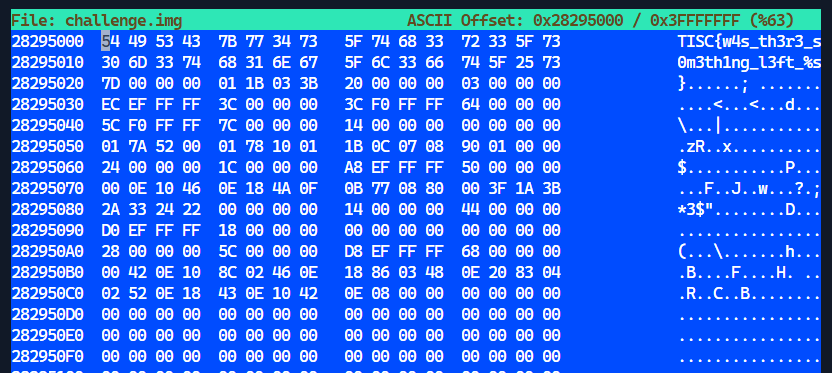 File: challenge.img ASCII Offset: 0x28295000 / 0x3FFFFFFF (%63)
28295000 54 49 53 43 7B 77 34 73 5F 74 68 33 72 33 5F 73 TISC{w4s_th3r3_s
28295010 30 6D 33 74 68 31 6E 67 5F 6C 33 66 74 5F 25 73 0m3th1ng_l3ft_%s
28295020 7D 00 00 00 01 1B 03 3B 20 00 00 00 03 00 00 00 }......; .......
28295030 EC EF FF FF 3C 00 00 00 3C F0 FF FF 64 00 00 00 ....<...<...d...
28295040 5C F0 FF FF 7C 00 00 00 14 00 00 00 00 00 00 00 \...|...........
28295050 01 7A 52 00 01 78 10 01 1B 0C 07 08 90 01 00 00 .zR..x..........
28295060 24 00 00 00 1C 00 00 00 A8 EF FF FF 50 00 00 00 $...........P...
28295070 00 0E 10 46 0E 18 4A 0F 0B 77 08 80 00 3F 1A 3B ...F..J..w...?.;
28295080 2A 33 24 22 00 00 00 00 14 00 00 00 44 00 00 00 *3$"........D...
28295090 D0 EF FF FF 18 00 00 00 00 00 00 00 00 00 00 00 ................
282950A0 28 00 00 00 5C 00 00 00 D8 EF FF FF 68 00 00 00 (...\.......h...
282950B0 00 42 0E 10 8C 02 46 0E 18 86 03 48 0E 20 83 04 .B....F....H. ..
282950C0 02 52 0E 18 43 0E 10 42 0E 08 00 00 00 00 00 00 .R..C..B........
282950D0 00 00 00 00 00 00 00 00 00 00 00 00 00 00 00 00 ................
282950E0 00 00 00 00 00 00 00 00 00 00 00 00 00 00 00 00 ................
282950F0 00 00 00 00 00 00 00 00 00 00 00 00 00 00 00 00 ................